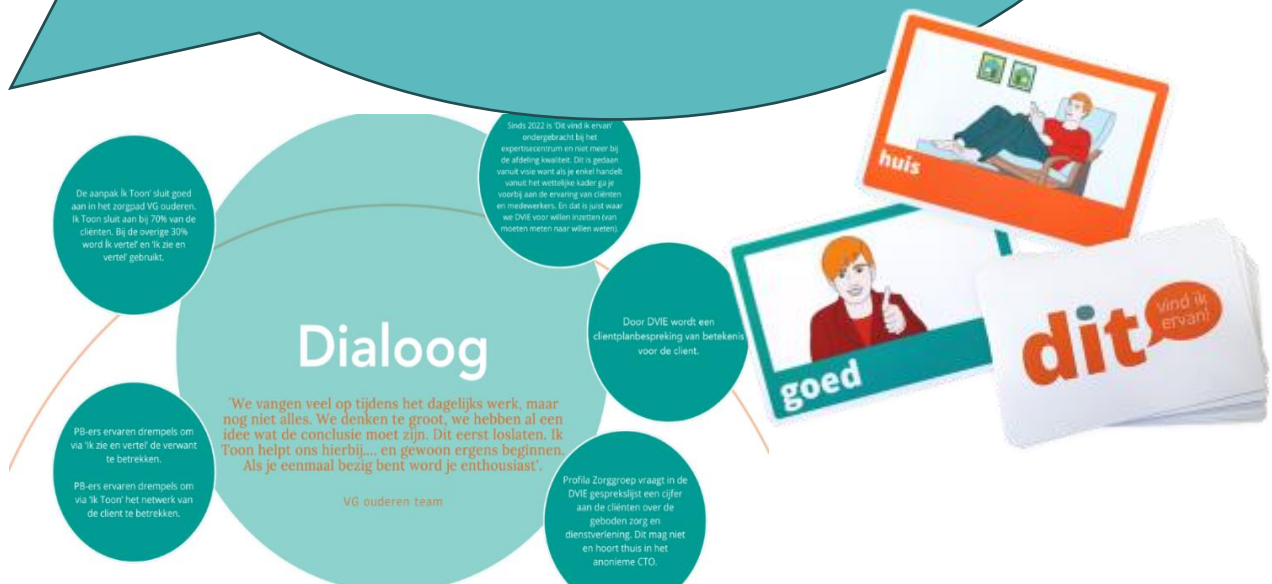 Sinds 2022 is 'Dit vind ik ervan'
ondergebracht bij het
expertisecentrum en niet meer bij
de afdeling kwaliteit. Dit is gedaan
vanuit visie want als je enkel handelt
vanuit het wettelijke kader ga je
voorbij aan de ervaring van cliënten
en medewerkers. En dat is juist waar
we DVIE voor willen inzetten (van
moeten meten naar willen weten).
De aanpak Ík Toon' sluit goed
aan in het zorgpad VG ouderen.
Ik Toon sluit aan bij 70% van de
cliënten. Bij de overige 30%
word Ík vertel' en 'Ik zie en
vertel' gebruikt.
Dialoog
'We vangen veel op tijdens het dagelijks werk, maar
nog niet alles. We denken te groot, we hebben al een
idee wat de conclusie moet zijn. Dit eerst loslaten. Ik
Toon helpt ons hierbij.... en gewoon ergens beginnen.
Als je eenmaal bezig bent word je enthousiast'.
VG ouderen team
Door DVIE wordt een
clientplanbespreking van betekenis
voor de client.
PB-ers ervaren drempels om
via 'Ik zie en vertel' de verwant
te betrekken.
PB-ers ervaren drempels om
via 'Ik Toon' het netwerk van
de client te betrekken.
Profila Zorggroep vraagt in de
DVIE gesprekslijst een cijfer
aan de cliënten over de
geboden zorg en
dienstverlening. Dit mag niet
en hoort thuis in het
anonieme CTO.
huis
goed
dit
vind ik
ervan!